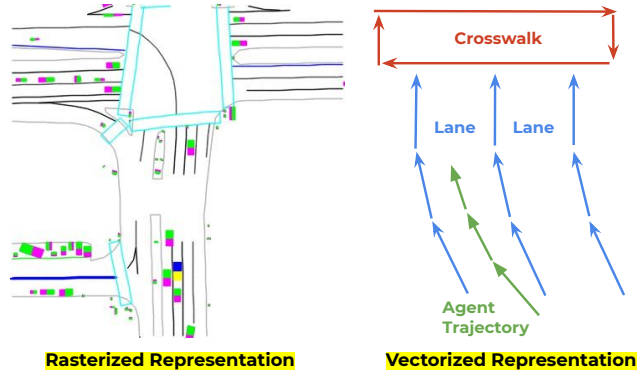 Crosswalk
Lane Lane
Agent
Trajectory
Rasterized Representation
Vectorized Representation